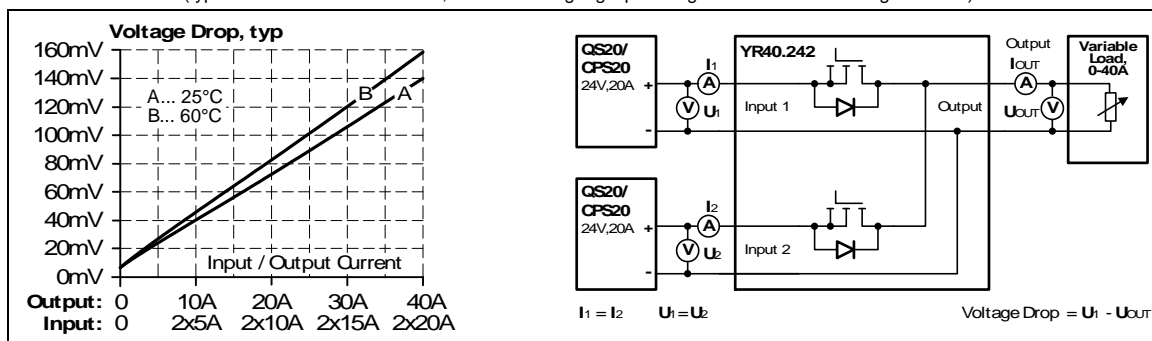 Voltage Drop, typ
160mV
140mV
120mV
100mV
80mV
60mV
40mV
20mV
0mV
A... 25°C
B... 60°C
B
A
Input / Output Current
Output: 0 10A 20A 30A 40A
Input: 0 2x5A 2x10A 2x15A 2x20A
QS20/
CPS20
24V,20A
+
-
I1
A
V
U1
YR40.242
Input 1
Output
Output
IOUT
A
V
UOUT
Variable
Load,
0-40A
QS20/
CPS20
24V,20A
+
-
I2
A
V
U2
Input 2
I1 = I2 U1=U2
Voltage Drop = U1 - UOUT